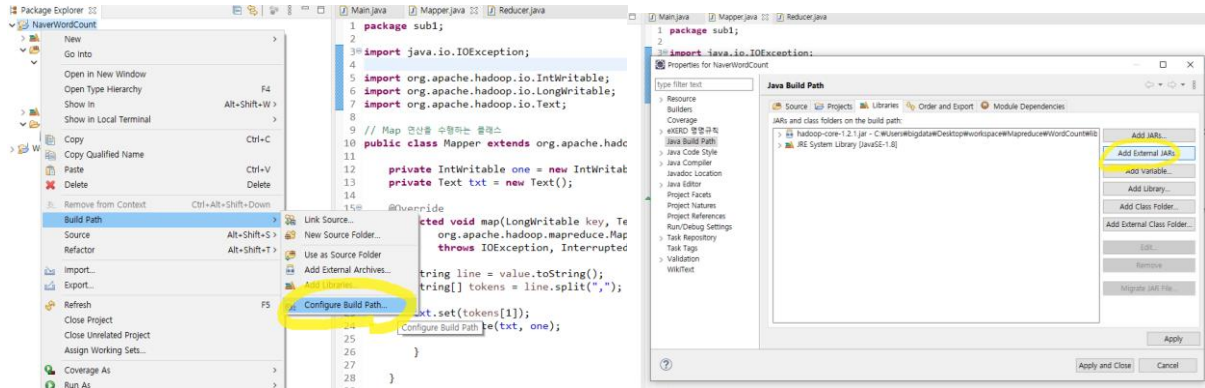 Package Explorer
NaverWordCount
New
Go Into
Open in New Window
Open Type Hierarchy F4
Show In Alt+Shift+W >
Show in Local Terminal
Copy Ctrl+C
Copy Qualified Name
Paste Ctrl+V
Delete Delete
Remove from Context Ctrl+Alt+Shift+Down
Build Path
Source Alt+Shift+S >
Refactor Alt+Shift+T >
Import...
Export...
Refresh F5
Close Project
Close Unrelated Project
Assign Working Sets...
Coverage As
Run As
Link Source...
New Source Folder...
Use as Source Folder
Add External Archives...
Add Libraries...
Configure Build Path...
Configure Build Path
Main.java Mapper.java Reducer.java
1 package sub1;
2
3 import java.io.IOException;
4
5 import org.apache.hadoop.io.IntWritable;
6 import org.apache.hadoop.io.LongWritable;
7 import org.apache.hadoop.io.Text;
8
9 // Map 연산을 수행하는 클래스
10 public class Mapper extends org.apache.hado
11
12 private IntWritable one = new IntWritab
13 private Text txt = new Text();
14
15 @Override
cted void map(LongWritable key, Te
org.apache.hadoop.mapreduce.Map
throws IOException, Interrupted
tring line = value.toString();
tring[] tokens = line.split(",");
xt.set(tokens[1]);
24 te(txt, one);
25
26 }
27
28 }
Main.java Mapper.java Reducer.java
1 package sub1;
2
3 import java.io.IOException;
Properties for NaverWordCount
type filter text
Resource
Builders
Coverage
eXERD 명명규칙
Java Build Path
Java Code Style
Java Compiler
Javadoc Location
Java Editor
Project Facets
Project Natures
Project References
Run/Debug Settings
Task Repository
Task Tags
Validation
WikiText
Java Build Path
Source Projects Libraries Order and Export Module Dependencies
JARs and class folders on the build path:
hadoop-core-1.2.1.jar - C:₩Users₩bigdata₩Desktop₩workspace₩Mapreduce₩WordCount₩lib
JRE System Library [JavaSE-1.8]
Add JARs...
Add External JARs...
Add Variable...
Add Library...
Add Class Folder...
Add External Class Folder...
Edit...
Remove
Migrate JAR File...
Apply
Apply and Close Cancel